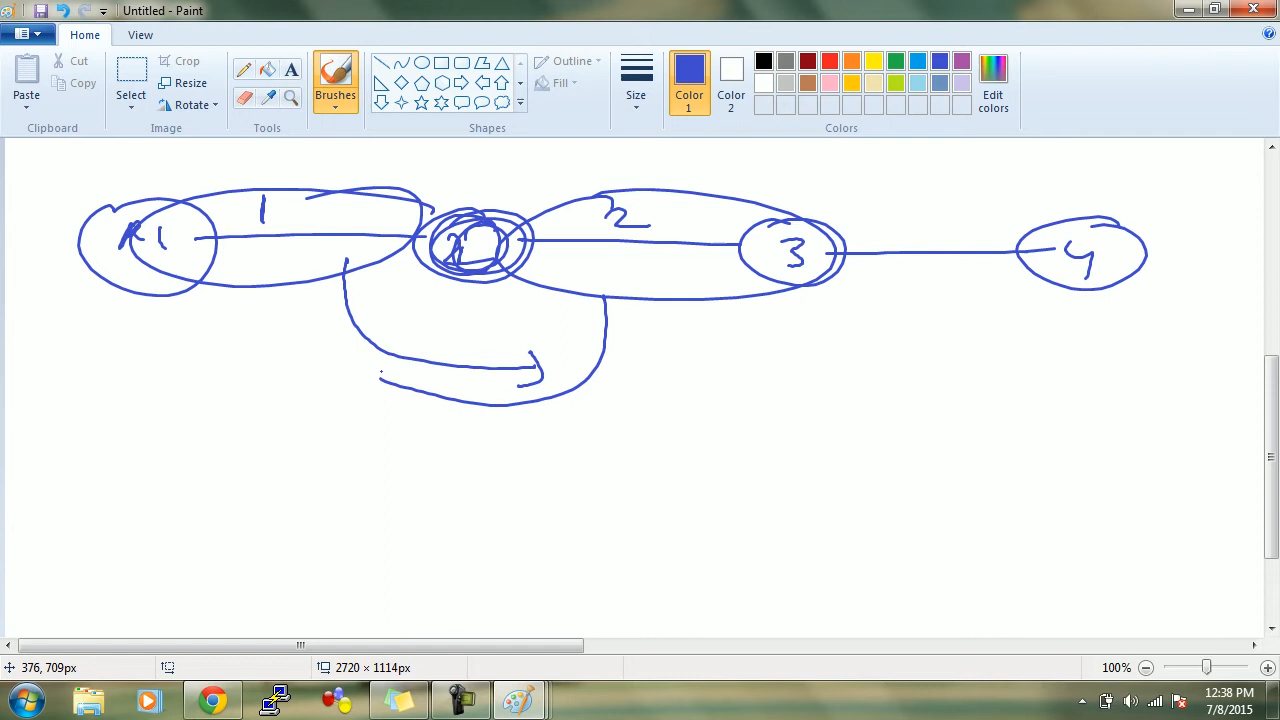 Untitled - Paint
Home View
Paste
Cut
Copy
Clipboard
Select
Crop
Resize
Rotate
Image
Tools
Brushes
Outline
Fill
Shapes
Size
Color 1
Color 2
Edit colors
Colors
1 2
R1 3 4
376, 709px
2720 × 1114px
100%
12:38 PM
7/8/2015